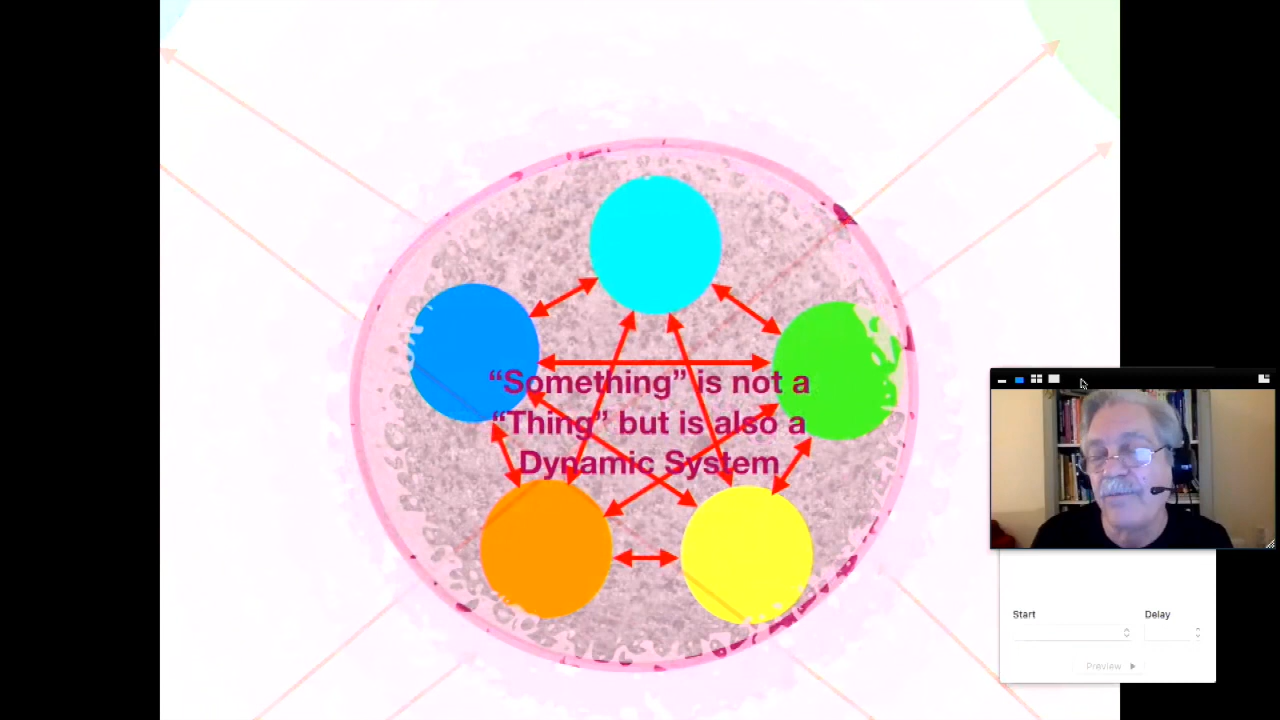 “Something” is not a
“Thing” but is also a
Dynamic System
Start Delay
Preview